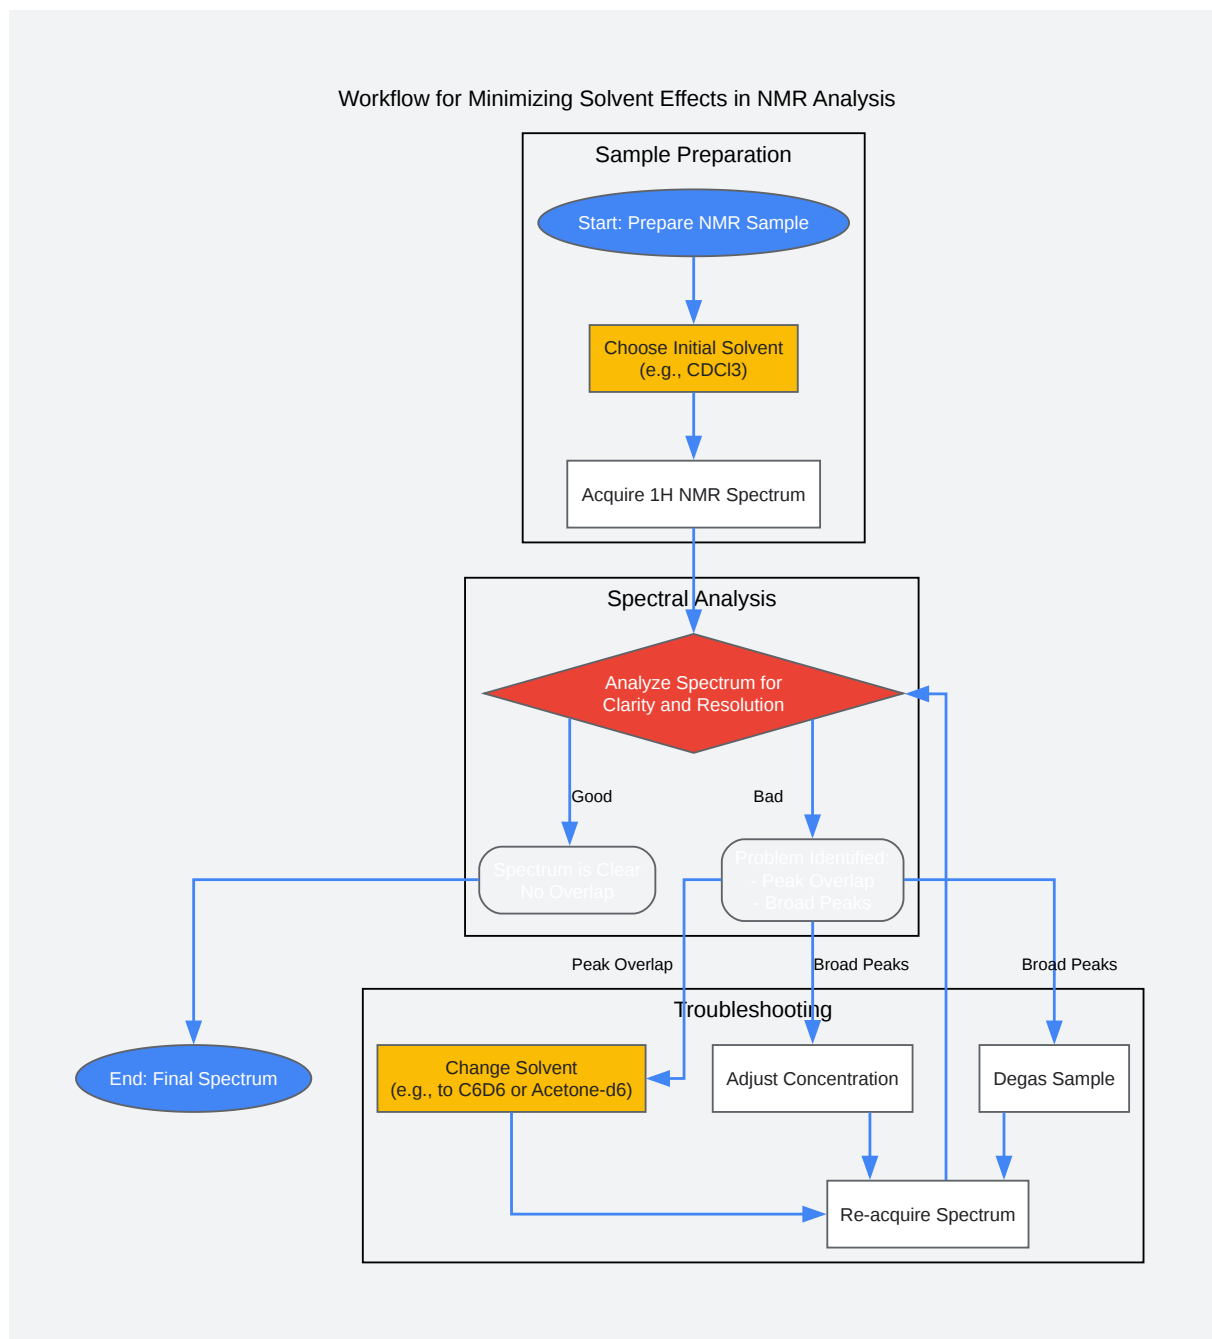 Workflow for Minimizing Solvent Effects in NMR Analysis
Sample Preparation
Start: Prepare NMR Sample
Choose Initial Solvent
(e.g., CDCl3)
Acquire 1H NMR Spectrum
Spectral Analysis
Analyze Spectrum for
Clarity and Resolution
Good
Bad
Spectrum is Clear
No Overlap
Problem Identified:
- Peak Overlap
- Broad Peaks
Peak Overlap
Broad Peaks
Broad Peaks
Troubleshooting
End: Final Spectrum
Change Solvent
(e.g., to C6D6 or Acetone-d6)
Adjust Concentration
Degas Sample
Re-acquire Spectrum